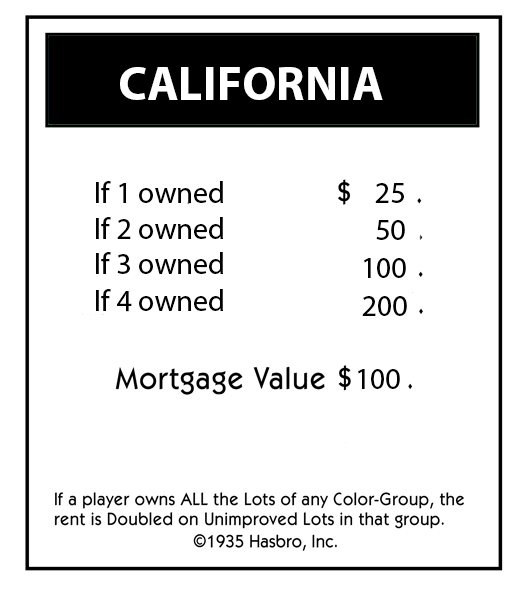 CALIFORNIA
If 1 owned $ 25 .
If 2 owned 50 .
If 3 owned 100 .
If 4 owned 200 .
Mortgage Value $100 .
If a player owns ALL the Lots of any Color-Group, the
rent is Doubled on Unimproved Lots in that group.
©1935 Hasbro, Inc.